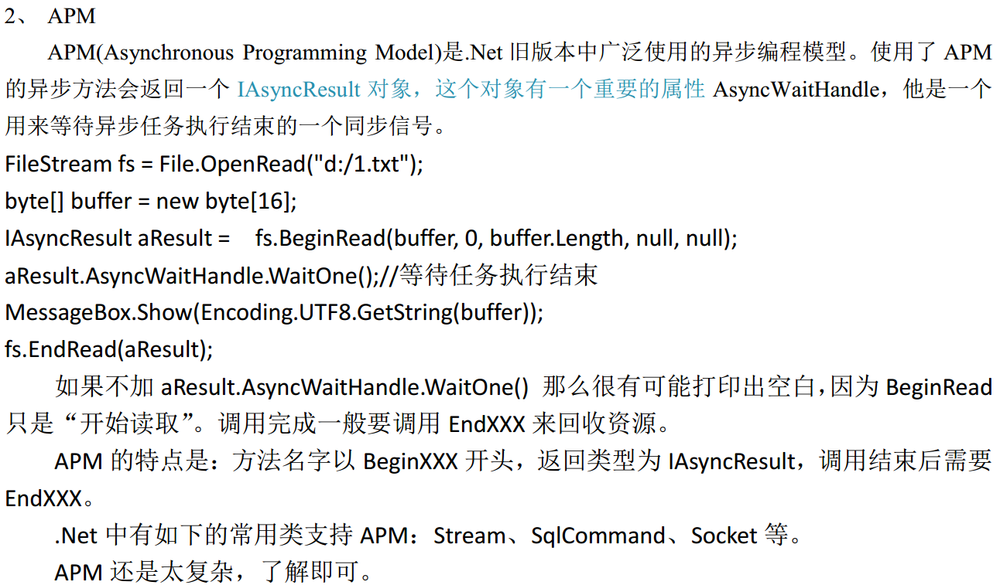 2、 APM
APM(Asynchronous Programming Model)是.Net 旧版本中广泛使用的异步编程模型。使用了 APM
的异步方法会返回一个 IAsyncResult 对象，这个对象有一个重要的属性 AsyncWaitHandle，他是一个
用来等待异步任务执行结束的一个同步信号。
FileStream fs = File.OpenRead("d:/1.txt");
byte[] buffer = new byte[16];
IAsyncResult aResult = fs.BeginRead(buffer, 0, buffer.Length, null, null);
aResult.AsyncWaitHandle.WaitOne();//等待任务执行结束
MessageBox.Show(Encoding.UTF8.GetString(buffer));
fs.EndRead(aResult);
如果不加 aResult.AsyncWaitHandle.WaitOne() 那么很有可能打印出空白，因为 BeginRead
只是“开始读取”。调用完成一般要调用 EndXXX 来回收资源。
APM 的特点是：方法名字以 BeginXXX 开头，返回类型为 IAsyncResult，调用结束后需要
EndXXX。
.Net 中有如下的常用类支持 APM：Stream、SqlCommand、Socket 等。
APM 还是太复杂，了解即可。